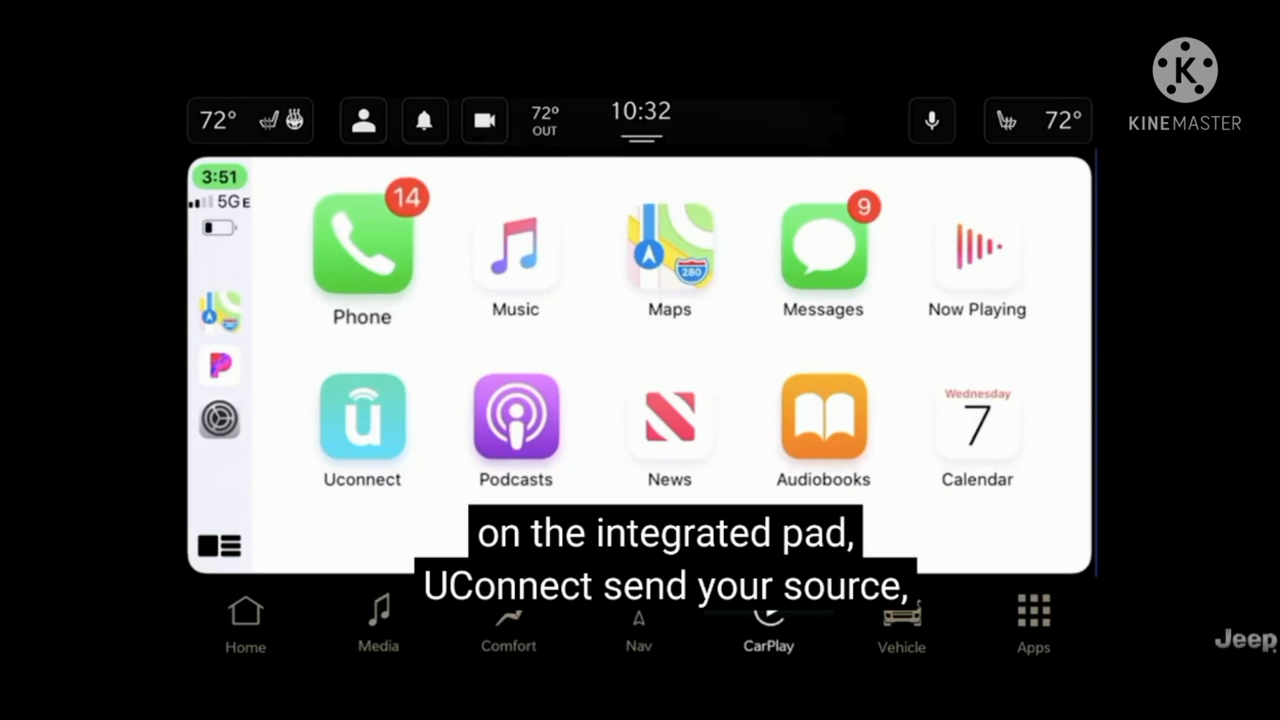 K
KINEMASTER
72°
72º
OUT
10:32
72°
3:51
5GE
14
9
280
Phone
Music
Maps
Messages
Now Playing
P
Wednesday
7
û
Uconnect
Podcasts
News
Audiobooks
Calendar
on the integrated pad,
UConnect send your source,
Home
Media
Comfort
Nav
CarPlay
Vehicle
Apps
Jeep